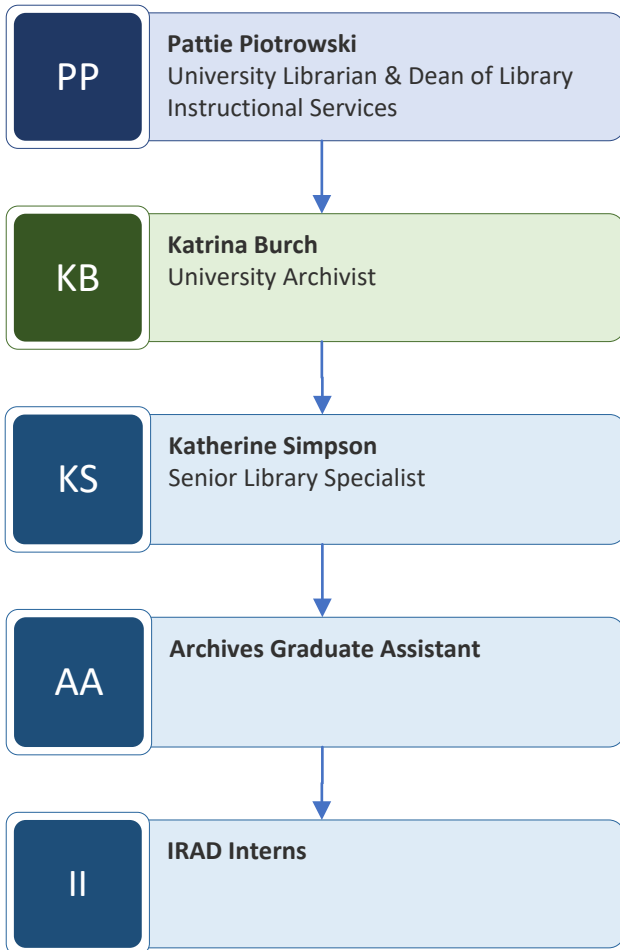 PP
Pattie Piotrowski
University Librarian & Dean of Library
Instructional Services
KB
Katrina Burch
University Archivist
KS
Katherine Simpson
Senior Library Specialist
AA
Archives Graduate Assistant
II
IRAD Interns